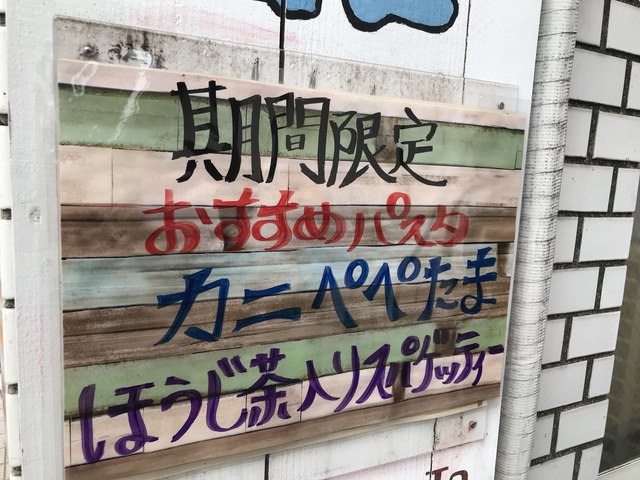 期間限定
おすすめパスタ
カニペペたま
ほうじ茶入りスパゲッティー